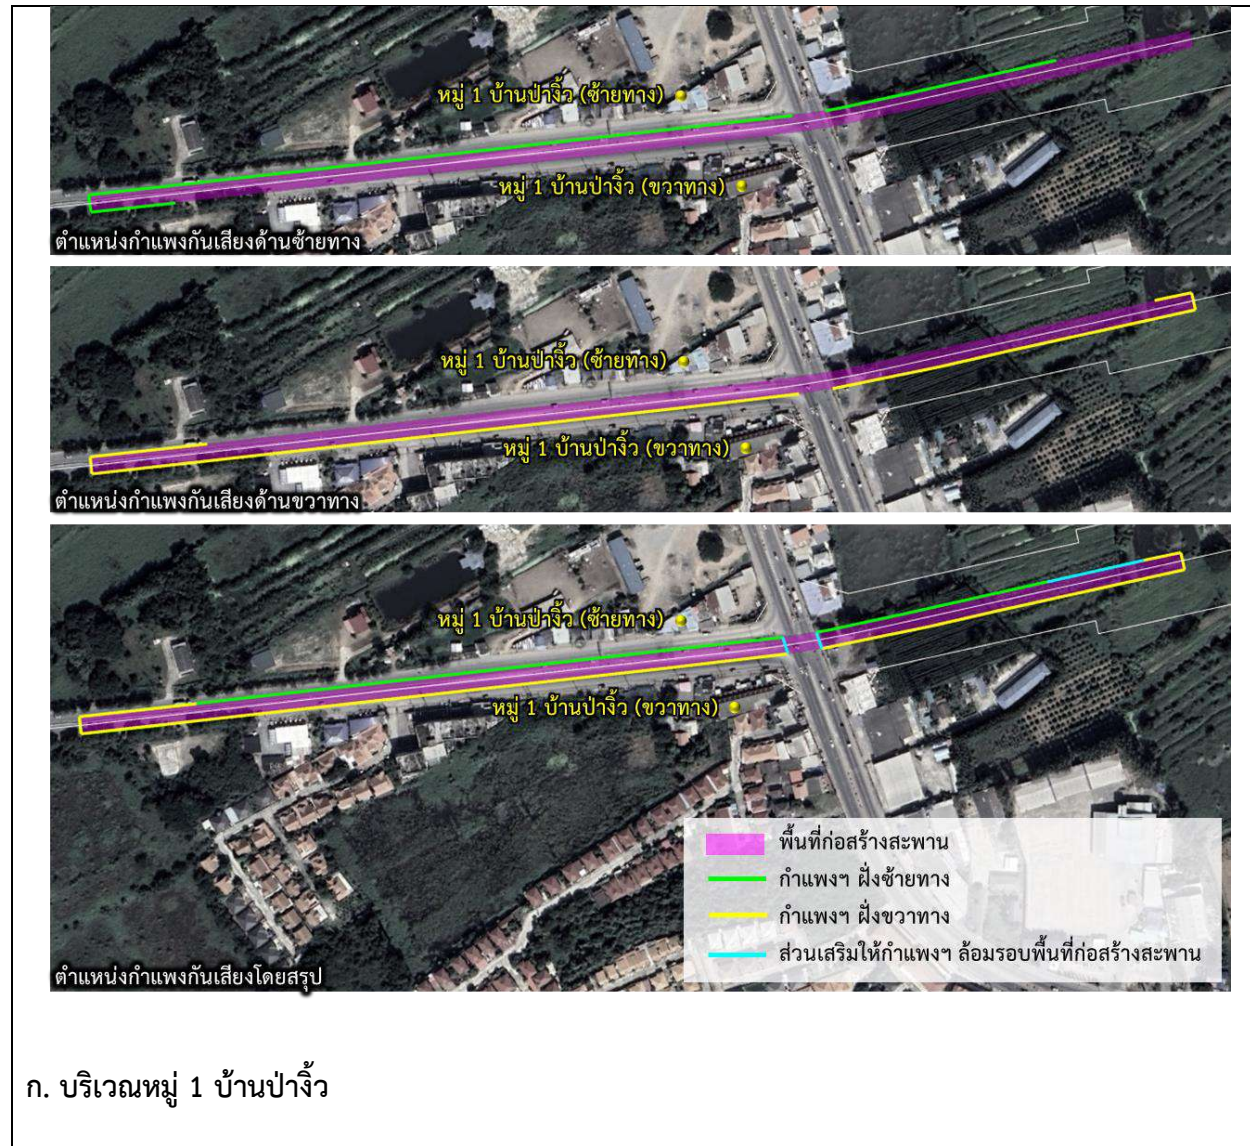 หมู่ 1 บ้านป่างิ้ว (ซ้ายทาง)
หมู่ 1 บ้านป่างิ้ว (ขวาทาง)
ตำแหน่งกำแพงกันเสียงด้านซ้ายทาง
หมู่ 1 บ้านป่างิ้ว (ซ้ายทาง)
หมู่ 1 บ้านป่างิ้ว (ขวาทาง)
ตำแหน่งกำแพงกันเสียงด้านขวาทาง
หมู่ 1 บ้านป่างิ้ว (ซ้ายทาง)
หมู่ 1 บ้านป่างิ้ว (ขวาทาง)
พื้นที่ก่อสร้างสะพาน
กำแพงฯ ฝั่งซ้ายทาง
กำแพงฯ ฝั่งขวาทาง
ส่วนเสริมให้กำแพงฯ ล้อมรอบพื้นที่ก่อสร้างสะพาน
ตำแหน่งกำแพงกันเสียงโดยสรุป
ก. บริเวณหมู่ 1 บ้านป่างิ้ว